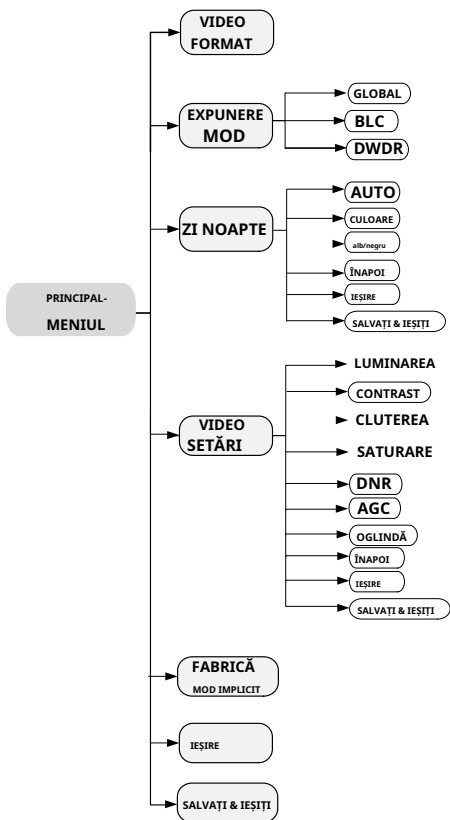 VIDEO
FORMAT
EXPUNERE
MOD
GLOBAL
BLC
DWDR
ZI NOAPTE
AUTO
CULOARE
alb/negru
ÎNAPOI
IEȘIRE
SALVAȚI & IEȘIȚI
PRINCIPAL-
MENIUL
VIDEO
SETĂRI
LUMINAREA
CONTRAST
CLUTEREA
SATURARE
DNR
AGC
OGLINDĂ
ÎNAPOI
IEȘIRE
SALVAȚI & IEȘIȚI
FABRICĂ
MOD IMPLICIT
IEȘIRE
SALVAȚI & IEȘIȚI